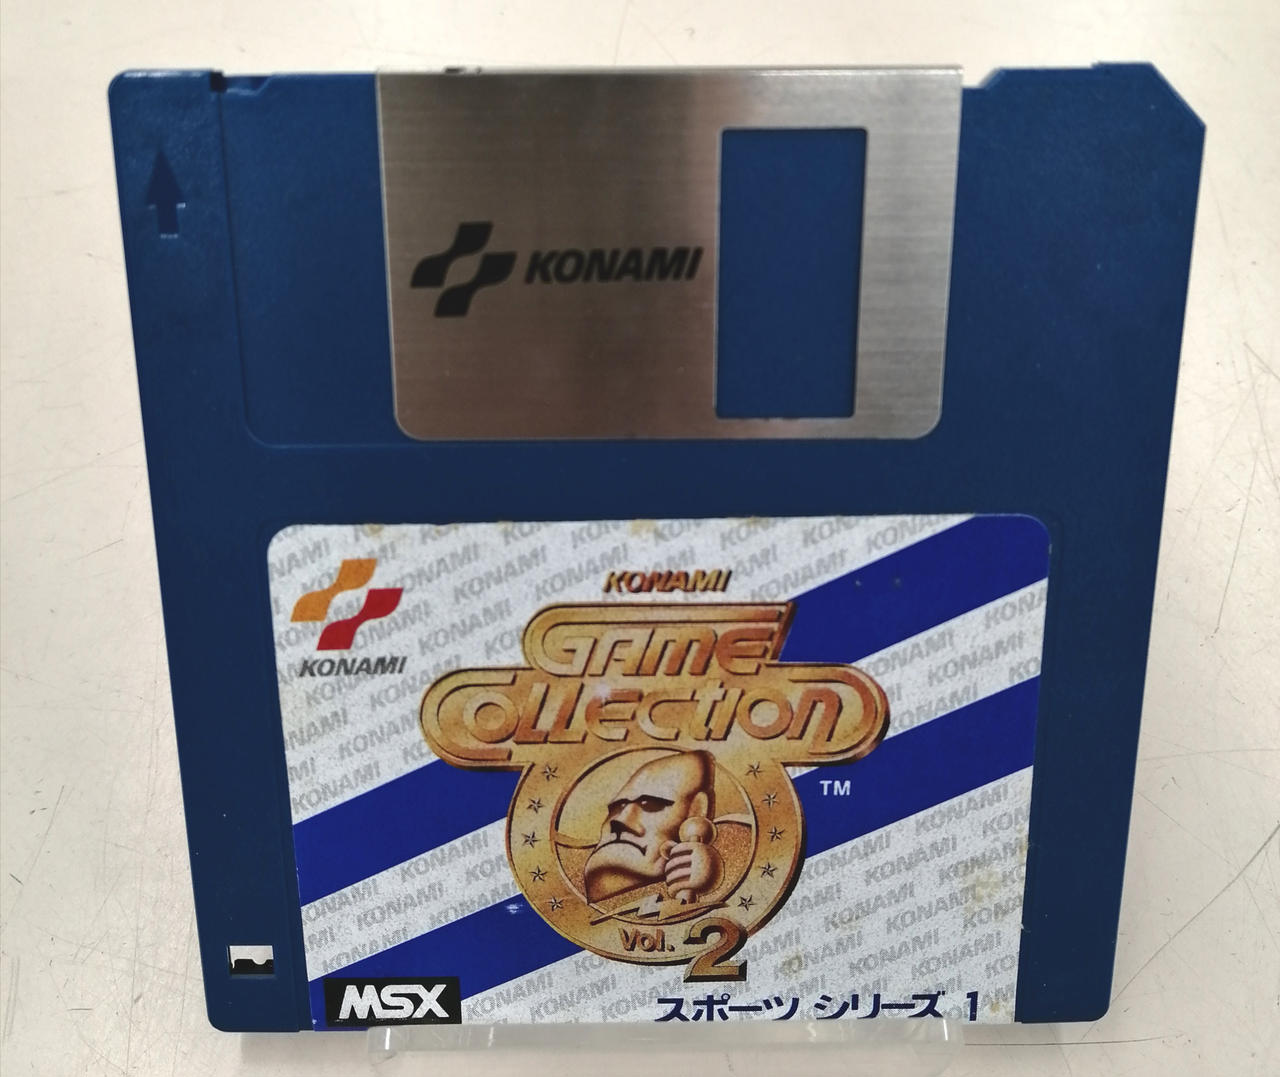 KONAMI
KONAMI
KONAMI
GAME
COLLECTION
TM
Vol. 2
MSX
スポーツ シリーズ 1